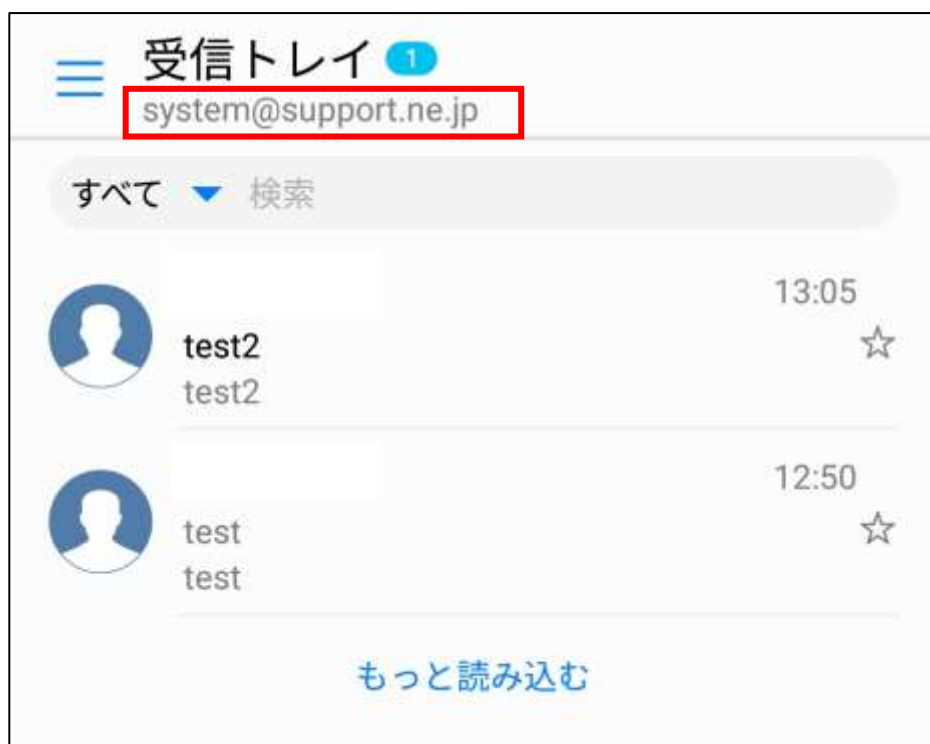 受信トレイ 1
system@support.ne.jp
すべて 検索
13:05
test2
test2
12:50
test
test
もっと読み込む